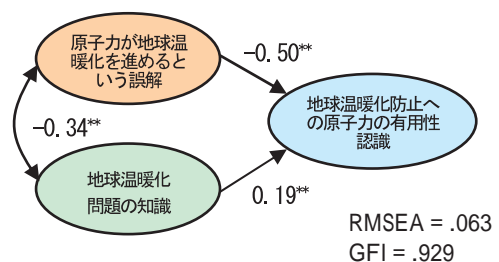 原子力が地球温
暖化を進めると
いう誤解
-0.50**
地球温暖化防止へ
の原子力の有用性
認識
-0.34**
地球温暖化
問題の知識
0.19**
RMSEA = .063
GFI = .929